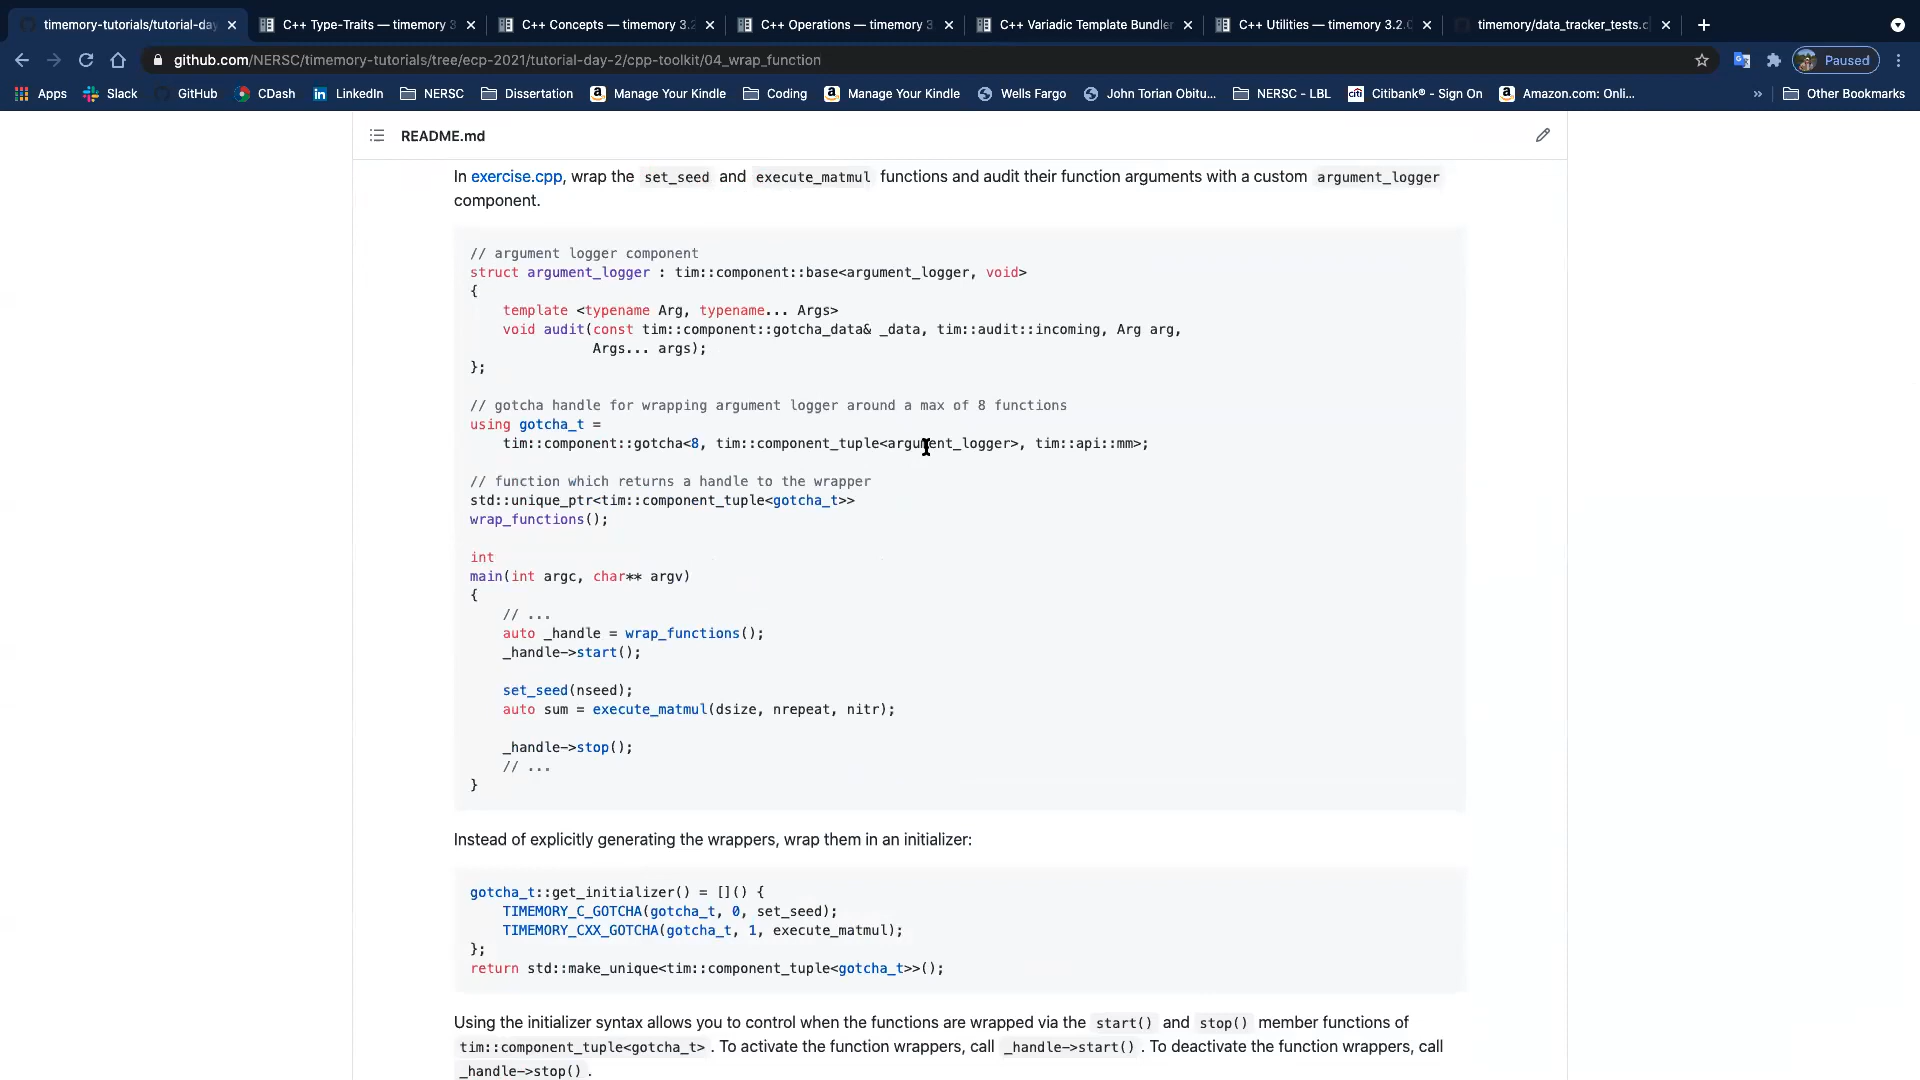 timemory-tutorials/tutorial-day
C++ Type-Traits — timemory 3
C++ Concepts — timemory 3.2
C++ Operations — timemory 3
C++ Variadic Template Bundler
C++ Utilities — timemory 3.2.0
timemory/data_tracker_tests.c
github.com/NERSC/timemory-tutorials/tree/ecp-2021/tutorial-day-2/cpp-toolkit/04_wrap_function
Paused
Apps Slack GitHub CDash LinkedIn NERSC Dissertation Manage Your Kindle Coding Manage Your Kindle Wells Fargo John Torian Obitu... NERSC - LBL Citibank® - Sign On Amazon.com: Onli... » Other Bookmarks
README.md
In exercise.cpp, wrap the set_seed and execute_matmul functions and audit their function arguments with a custom argument_logger
component.
// argument logger component
struct argument_logger : tim::component::base<argument_logger, void>
{
template <typename Arg, typename... Args>
void audit(const tim::component::gotcha_data& _data, tim::audit::incoming, Arg arg,
Args... args);
};
// gotcha handle for wrapping argument logger around a max of 8 functions
using gotcha_t =
tim::component::gotcha<8, tim::component_tuple<argument_logger>, tim::api::mm>;
// function which returns a handle to the wrapper
std::unique_ptr<tim::component_tuple<gotcha_t>>
wrap_functions();
int
main(int argc, char** argv)
{
// ...
auto _handle = wrap_functions();
_handle->start();
set_seed(nseed);
auto sum = execute_matmul(dsize, nrepeat, nitr);
_handle->stop();
// ...
}
Instead of explicitly generating the wrappers, wrap them in an initializer:
gotcha_t::get_initializer() = []() {
TIMEMORY_C_GOTCHA(gotcha_t, 0, set_seed);
TIMEMORY_CXX_GOTCHA(gotcha_t, 1, execute_matmul);
};
return std::make_unique<tim::component_tuple<gotcha_t>>();
Using the initializer syntax allows you to control when the functions are wrapped via the start() and stop() member functions of
tim::component_tuple<gotcha_t> . To activate the function wrappers, call _handle->start() . To deactivate the function wrappers, call
_handle->stop() .